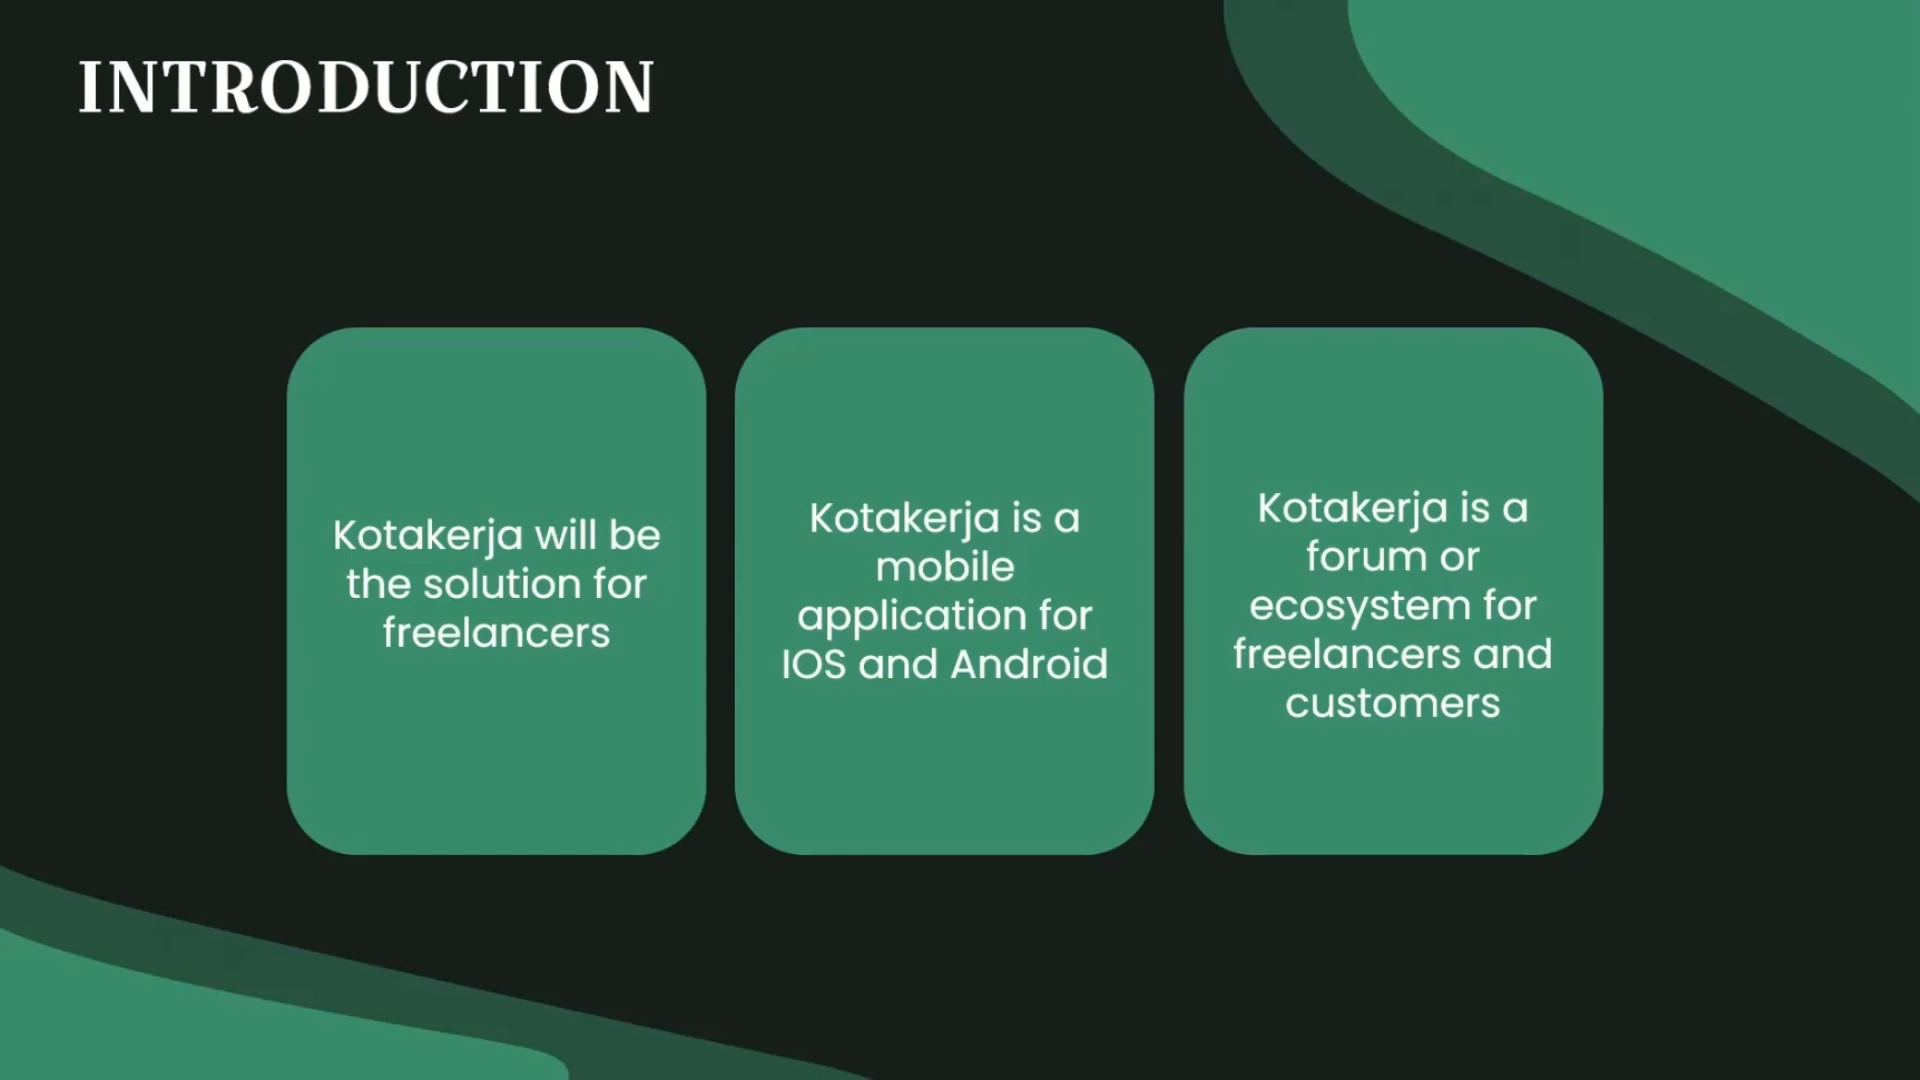 INTRODUCTION
Kotakerja will be
the solution for
freelancers
Kotakerja is a
mobile
application for
IOS and Android
Kotakerja is a
forum or
ecosystem for
freelancers and
customers